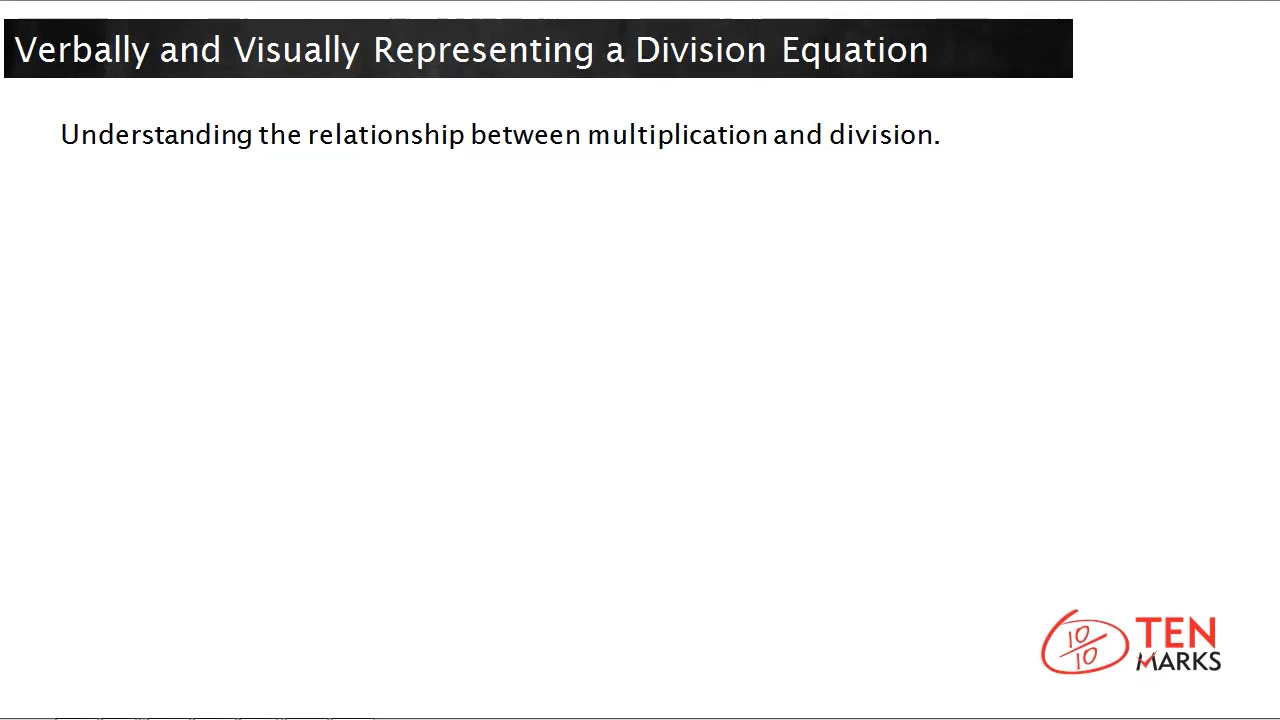 Verbally and Visually Representing a Division Equation
Understanding the relationship between multiplication and division.
10
10
TEN
MARKS